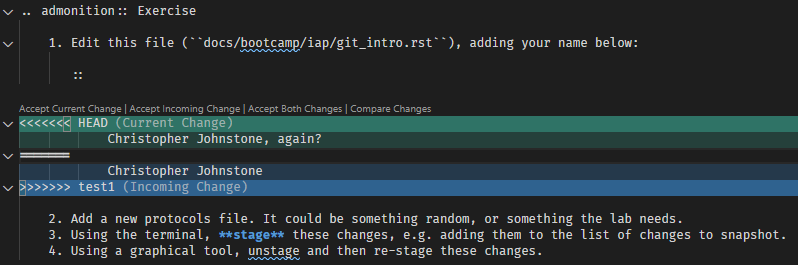 .. admonition:: Exercise
1. Edit this file (``docs/bootcamp/iap/git_intro.rst``), adding your name below:
::
Accept Current Change | Accept Incoming Change | Accept Both Changes | Compare Changes
<<<<<<< HEAD (Current Change)
Christopher Johnstone, again?
=======
Christopher Johnstone
>>>>>>> test1 (Incoming Change)
2. Add a new protocols file. It could be something random, or something the lab needs.
3. Using the terminal, **stage** these changes, e.g. adding them to the list of changes to snapshot.
4. Using a graphical tool, unstage and then re-stage these changes.